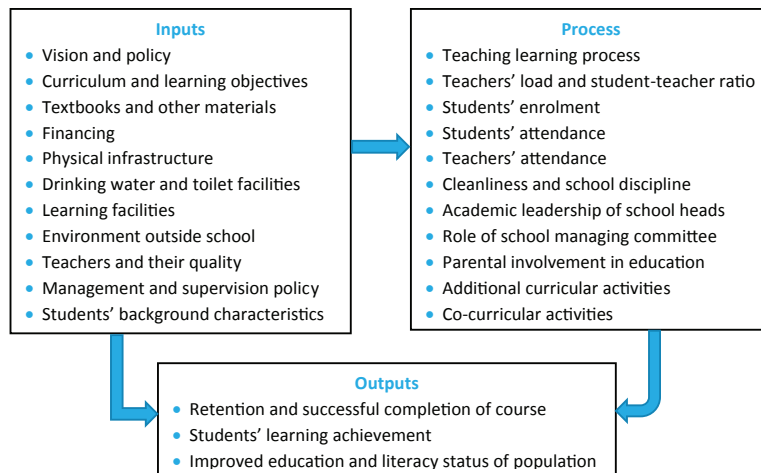 Inputs
Vision and policy
Curriculum and learning objectives
Textbooks and other materials
Financing
Physical infrastructure
Drinking water and toilet facilities
Learning facilities
Environment outside school
Teachers and their quality
Management and supervision policy
Students’ background characteristics
Process
Teaching learning process
Teachers’ load and student-teacher ratio
Students’ enrolment
Students’ attendance
Teachers’ attendance
Cleanliness and school discipline
Academic leadership of school heads
Role of school managing committee
Parental involvement in education
Additional curricular activities
Co-curricular activities
Outputs
Retention and successful completion of course
Students’ learning achievement
Improved education and literacy status of population